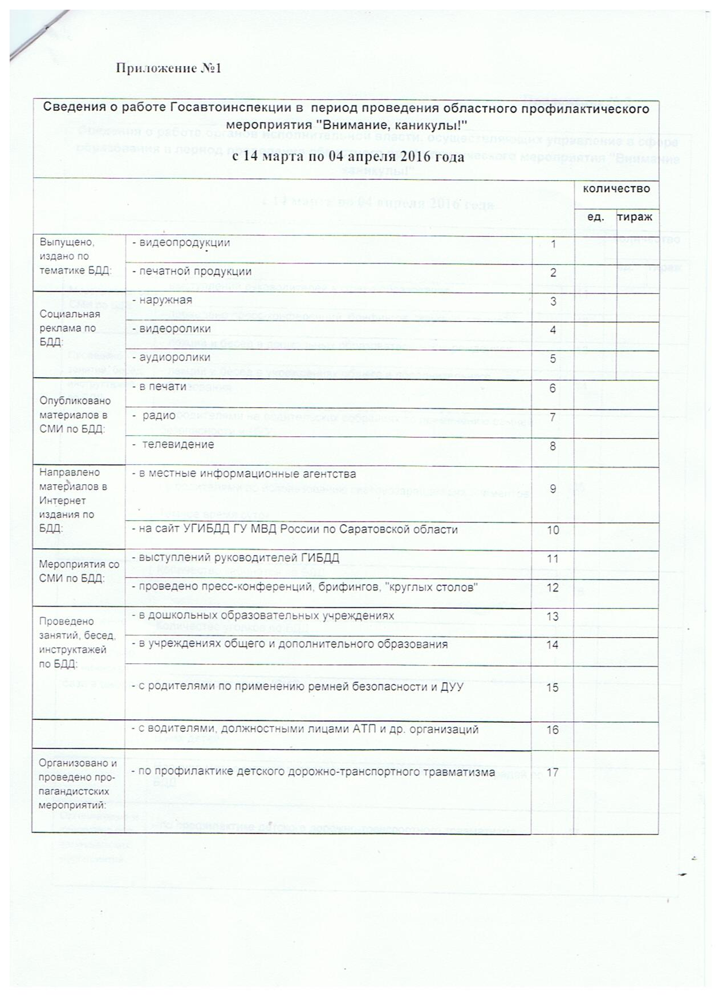 Приложение №1
Сведения о работе Госавтоинспекции в период проведения областного профилактического
мероприятия "Внимание, каникулы!"
с 14 марта по 04 апреля 2016 года
количество
ед. тираж
Выпущено,
издано по
тематике БДД:
- видеопродукции 1
- печатной продукции 2
Социальная
реклама по
БДД:
- наружная 3
- видеоролики 4
- аудиоролики 5
Опубликовано
материалов в
СМИ по БДД:
- в печати 6
- радио 7
- телевидение 8
Направлено
материалов в
Интернет
издания по
БДД:
- в местные информационные агентства 9
- на сайт УГИБДД ГУ МВД России по Саратовской области 10
Мероприятия со
СМИ по БДД:
- выступлений руководителей ГИБДД 11
- проведено пресс-конференций, брифингов, "круглых столов" 12
Проведено
занятий, бесед,
инструктажей
по БДД:
- в дошкольных образовательных учреждениях 13
- в учреждениях общего и дополнительного образования 14
- с родителями по применению ремней безопасности и ДУУ 15
- с водителями, должностными лицами АТП и др. организаций 16
Организовано и
проведено про-
пагандистских
мероприятий:
- по профилактике детского дорожно-транспортного травматизма 17